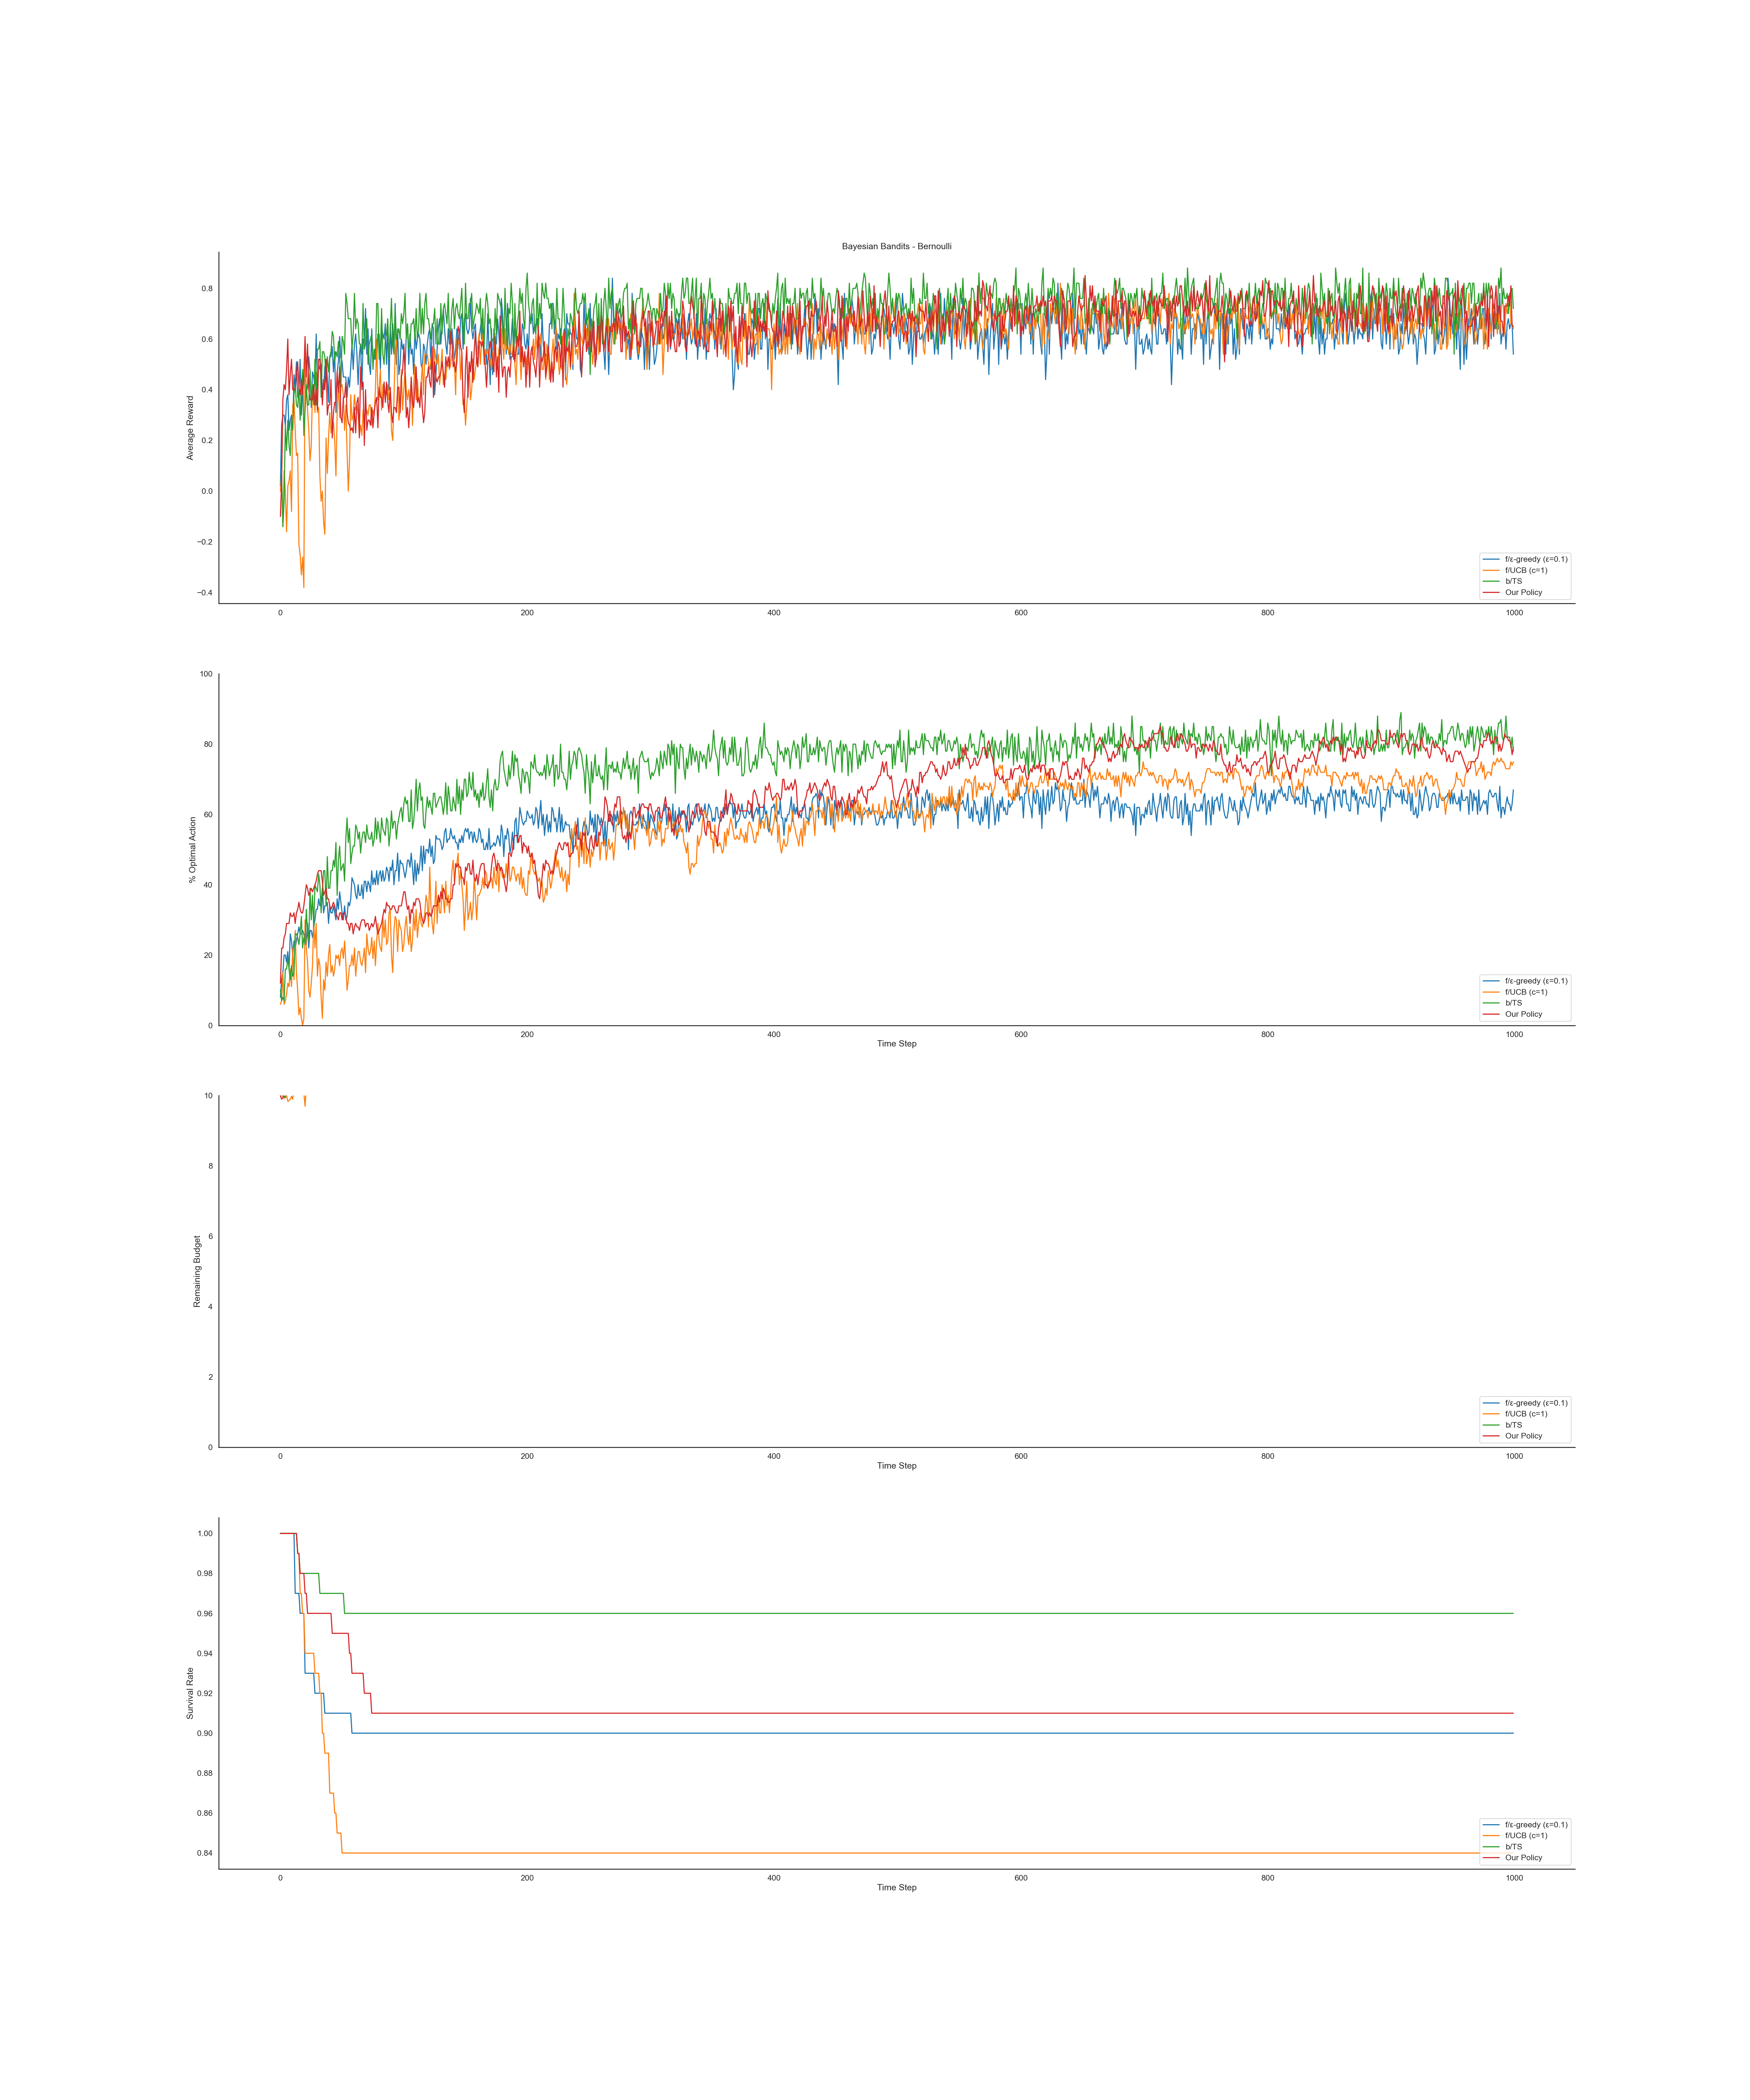 Bayesian Bandits - Bernoulli
Average Reward
0.8
0.6
0.4
0.2
0.0
−0.2
−0.4
0 200 400 600 800 1000
f/ε-greedy (ε=0.1)
f/UCB (c=1)
b/TS
Our Policy
% Optimal Action
100
80
60
40
20
0
0 200 400 600 800 1000
Time Step
f/ε-greedy (ε=0.1)
f/UCB (c=1)
b/TS
Our Policy
Remaining Budget
10
8
6
4
2
0
0 200 400 600 800 1000
Time Step
f/ε-greedy (ε=0.1)
f/UCB (c=1)
b/TS
Our Policy
Survival Rate
1.00
0.98
0.96
0.94
0.92
0.90
0.88
0.86
0.84
0 200 400 600 800 1000
Time Step
f/ε-greedy (ε=0.1)
f/UCB (c=1)
b/TS
Our Policy